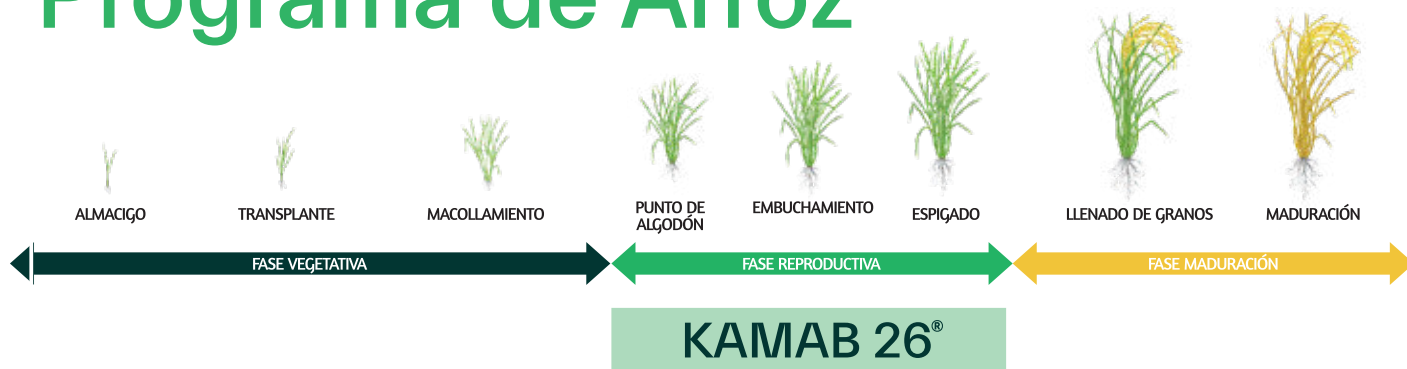 Programa de Arroz
ALMACIGO
TRANSPLANTE
MACOLLAMIENTO
PUNTO DE
ALGODÓN
EMBUCHAMIENTO
ESPIGADO
LLENADO DE GRANOS
MADURACIÓN
FASE VEGETATIVA
FASE REPRODUCTIVA
FASE MADURACIÓN
KAMAB 26®